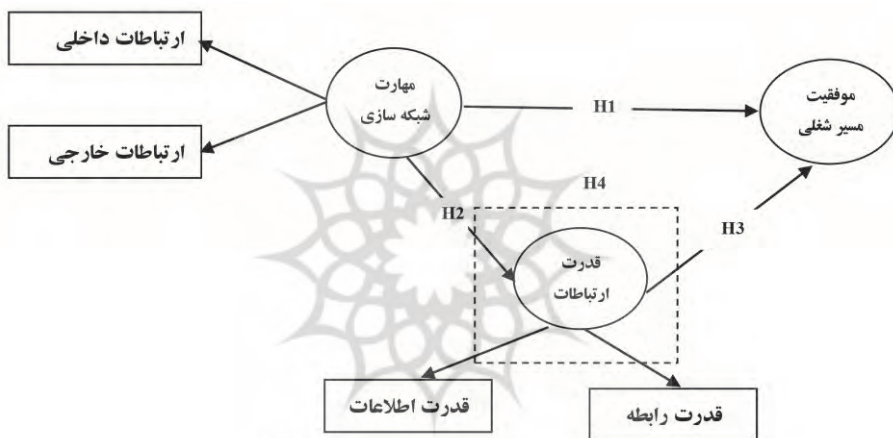 ارتباطات داخلی
مهارت
شبکه سازی
موفقیت
مسیر شغلی
H1
ارتباطات خارجی
H4
H2
H3
قدرت
ارتباطات
قدرت اطلاعات
قدرت رابطه